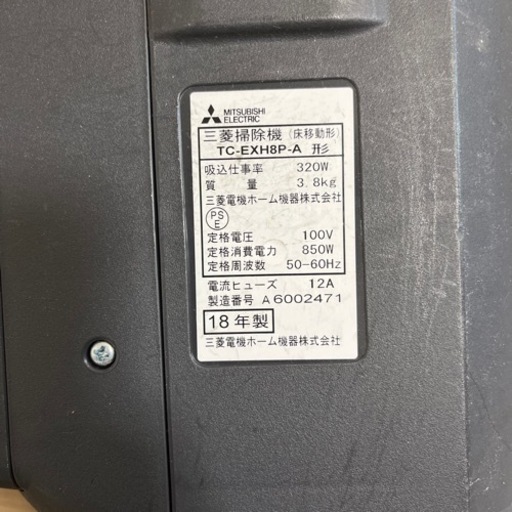 MITSUBISHI
ELECTRIC
三菱掃除機（床移動形）
TC-EXH8P-A 形
吸込仕事率 320W
質 量 3.8kg
三菱電機ホーム機器株式会社
PS
E
定格電圧 100V
定格消費電力 850W
定格周波数 50-60Hz
電流ヒューズ 12A
製造番号 A6002471
18年製
三菱電機ホーム機器株式会社